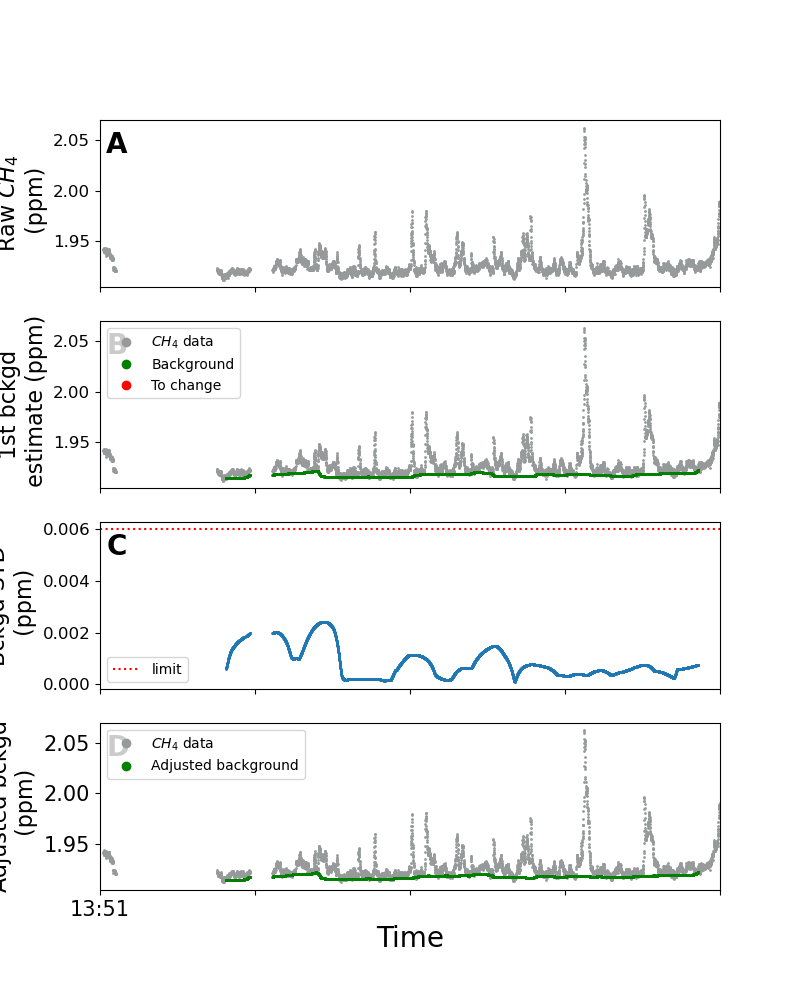 A
2.05
2.00
1.95
Raw CH4
(ppm)
B
CH4 data
Background
To change
2.05
2.00
1.95
1st bckgd
estimate (ppm)
C
0.006
0.004
0.002
0.000
(ppm)
limit
D
CH4 data
Adjusted background
2.05
2.00
1.95
Adjusted bckgd
(ppm)
13:51
Time